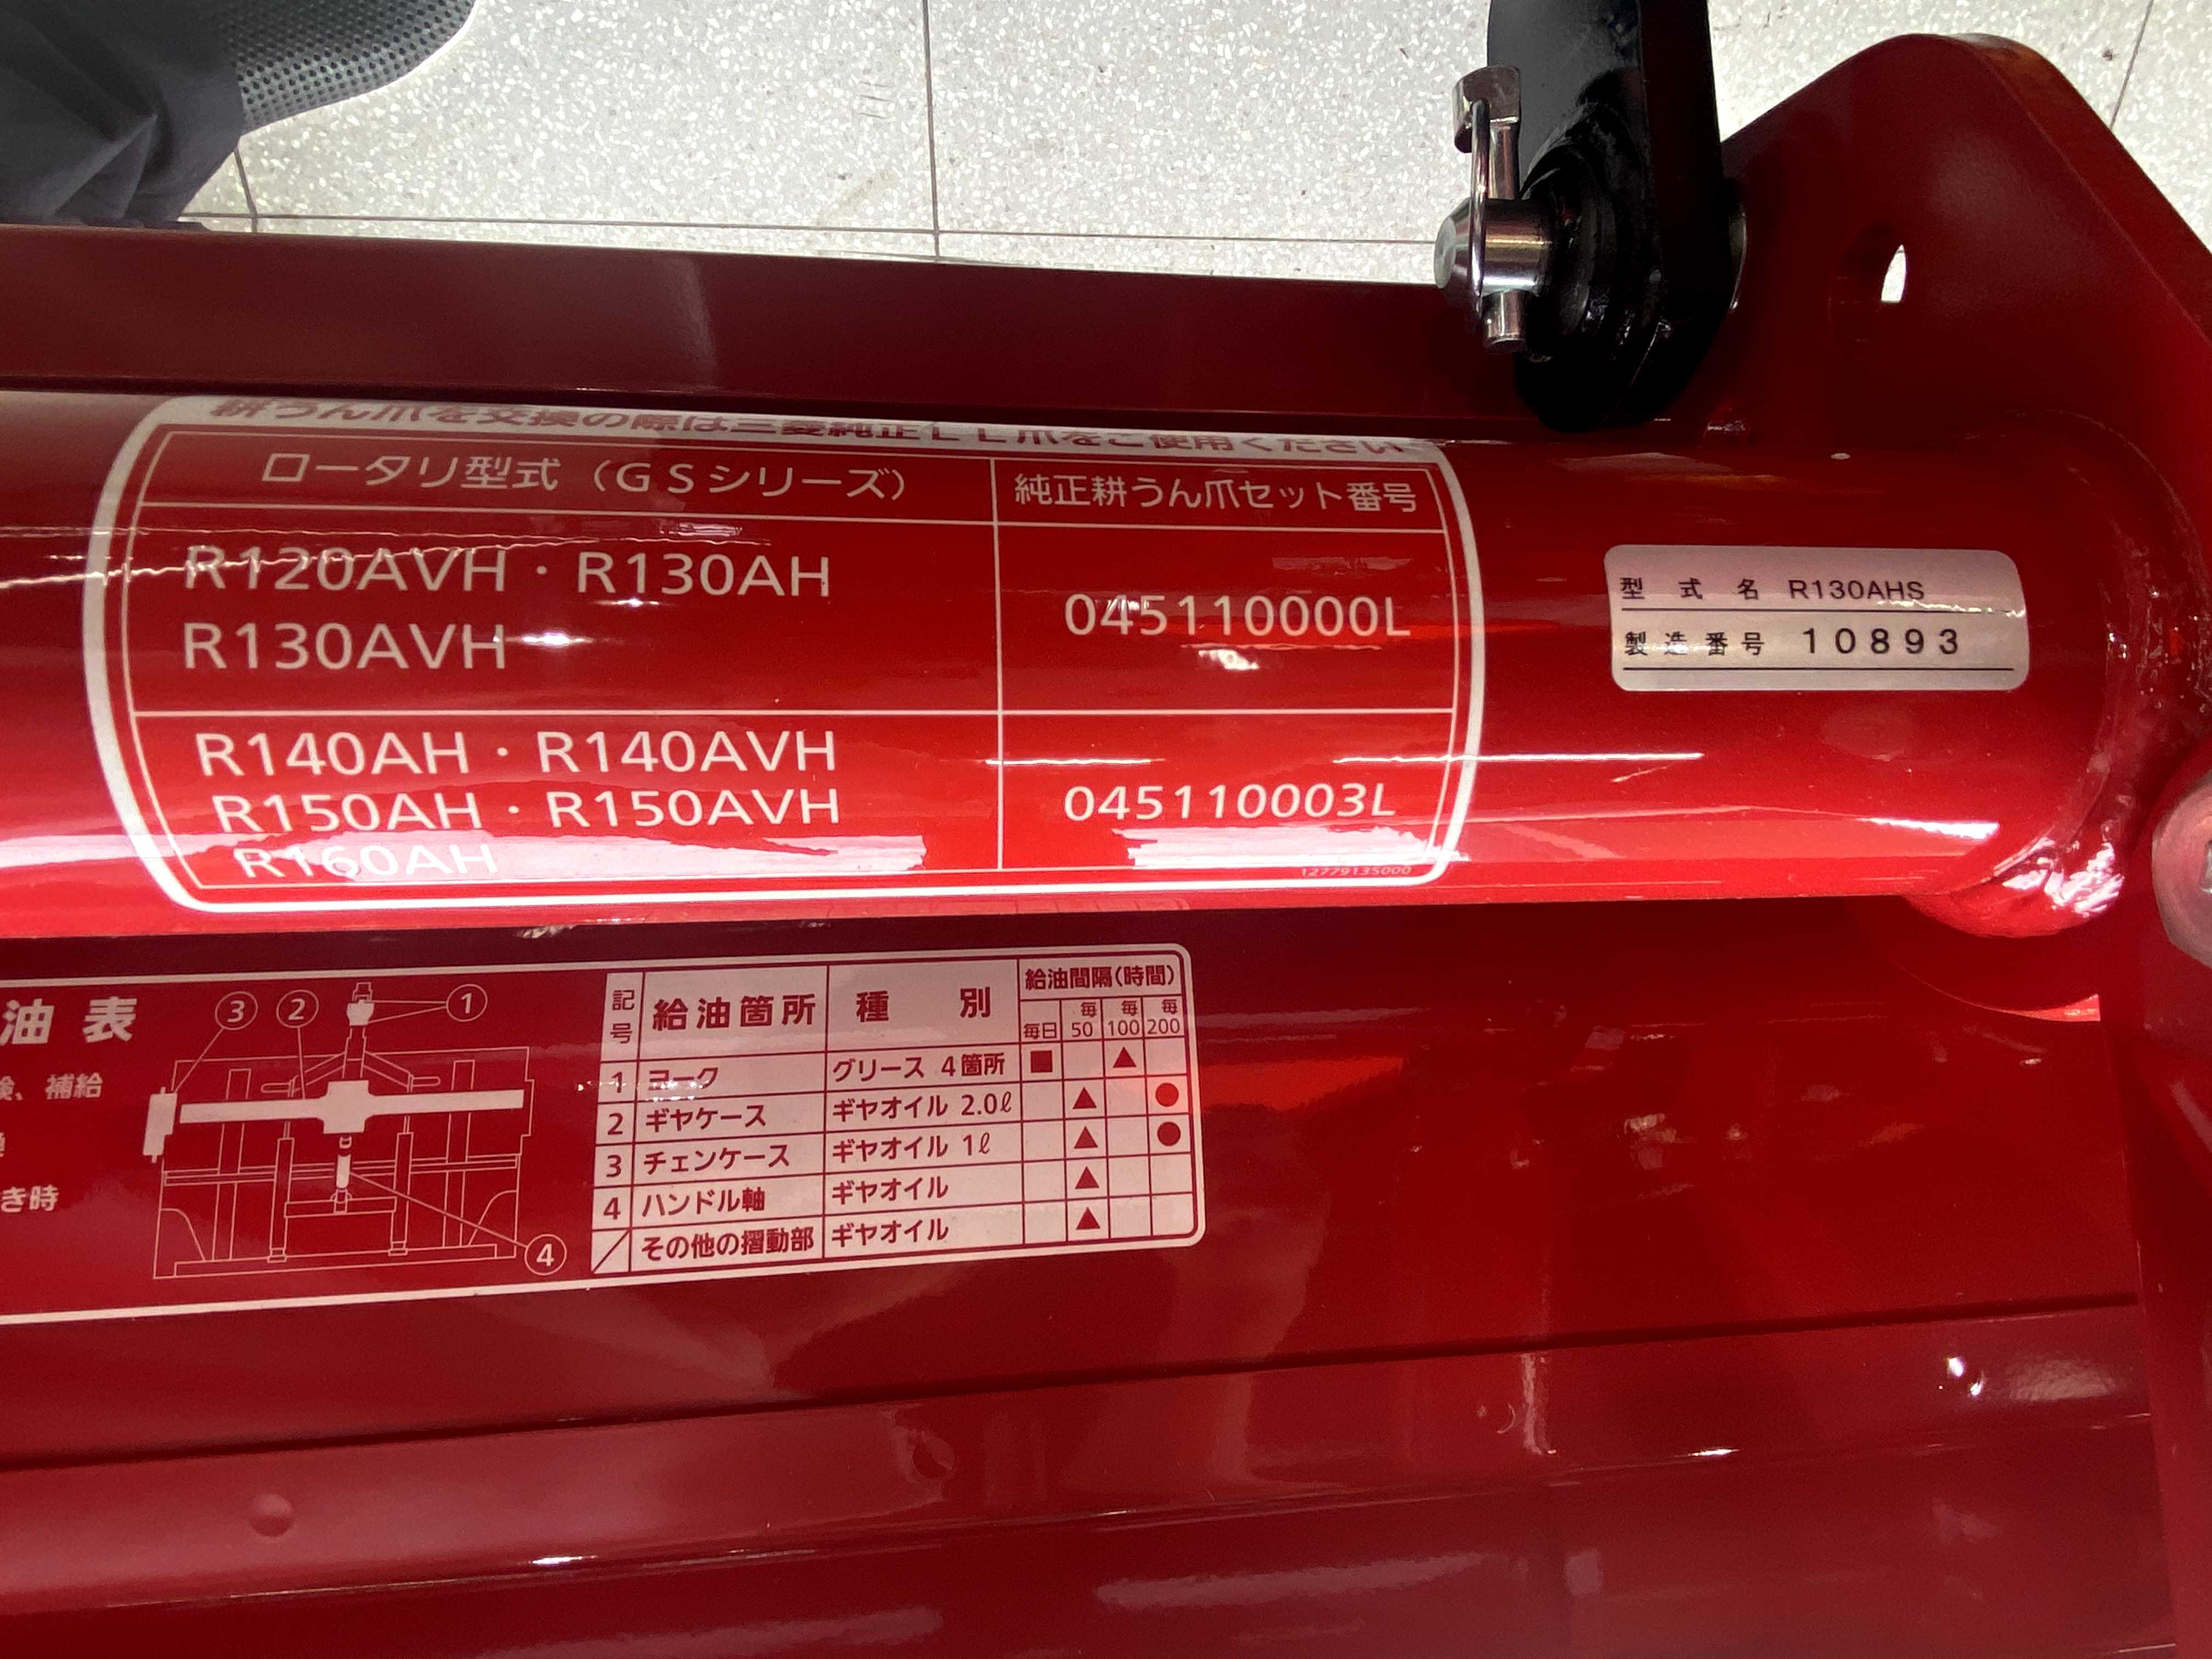 耕うん爪を交換の際は三菱純正LL爪をご使用ください
ロータリ型式（GSシリーズ） 純正耕うん爪セット番号
R120AVH・R130AH
R130AVH
045110000L
R140AH・R140AVH
R150AH・R150AVH
R160AH
045110003L
12779135000
型式名 R130AHS
製造番号 10893
油表
、補給
き時
③ ② ①
④
記号 給油箇所 種別 給油間隔(時間)
毎日 毎50 毎100 毎200
1 ヨーク グリース 4箇所 ■ ▲
2 ギヤケース ギヤオイル 2.0ℓ ▲ ●
3 チェンケース ギヤオイル 1ℓ ▲ ●
4 ハンドル軸 ギヤオイル ▲
その他の摺動部 ギヤオイル ▲